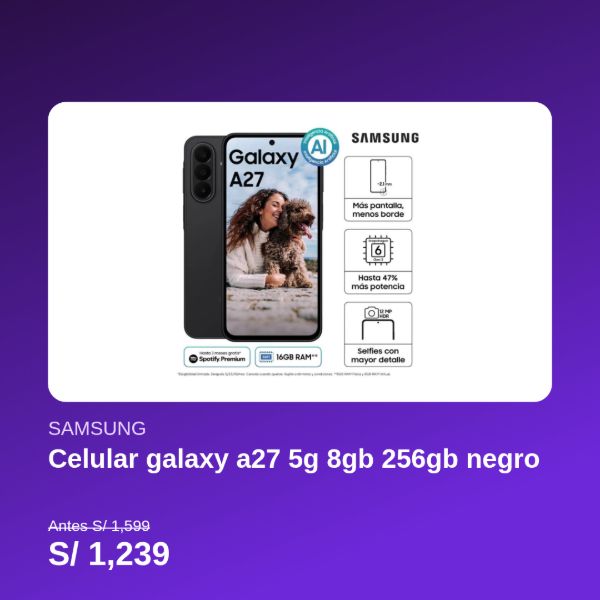 Galaxy
A27
AI
SAMSUNG
Más pantalla,
menos borde
6
Hasta 47%
más potencia
12 MP
HDR
Selfies con
mayor detalle
Spotify Premium
16GB RAM**
SAMSUNG
Celular galaxy a27 5g 8gb 256gb negro
Antes S/ 1,599
S/ 1,239